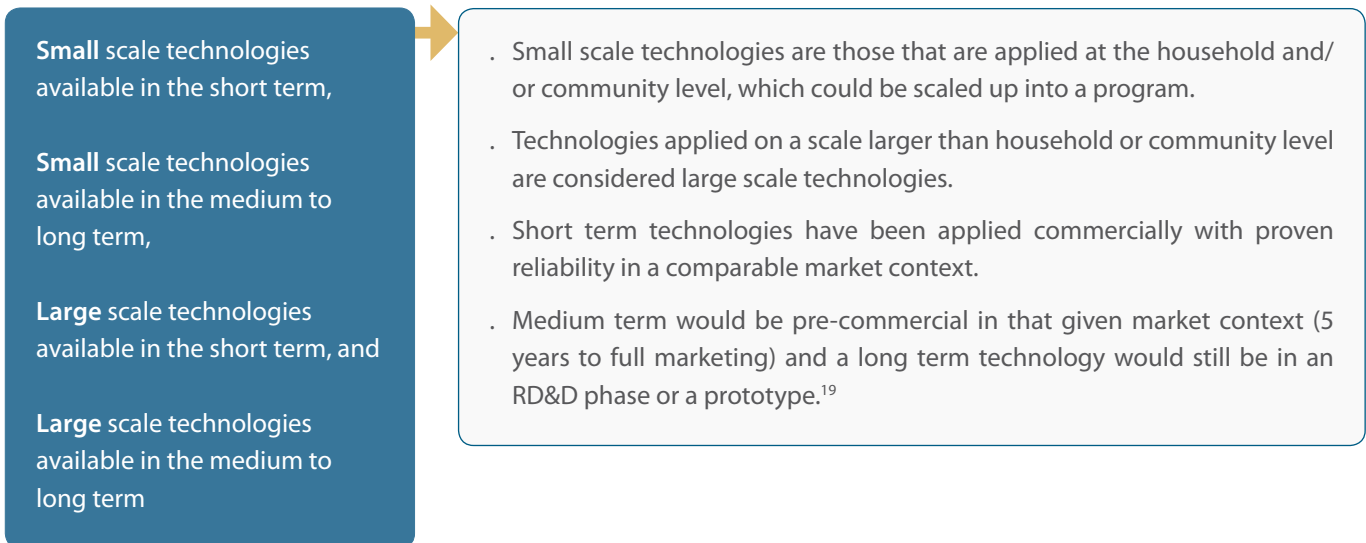 Small scale technologies
available in the short term,
Small scale technologies
available in the medium to
long term,
Large scale technologies
available in the short term, and
Large scale technologies
available in the medium to
long term
. Small scale technologies are those that are applied at the household and/
or community level, which could be scaled up into a program.
. Technologies applied on a scale larger than household or community level
are considered large scale technologies.
. Short term technologies have been applied commercially with proven
reliability in a comparable market context.
. Medium term would be pre-commercial in that given market context (5
years to full marketing) and a long term technology would still be in an
RD&D phase or a prototype.19